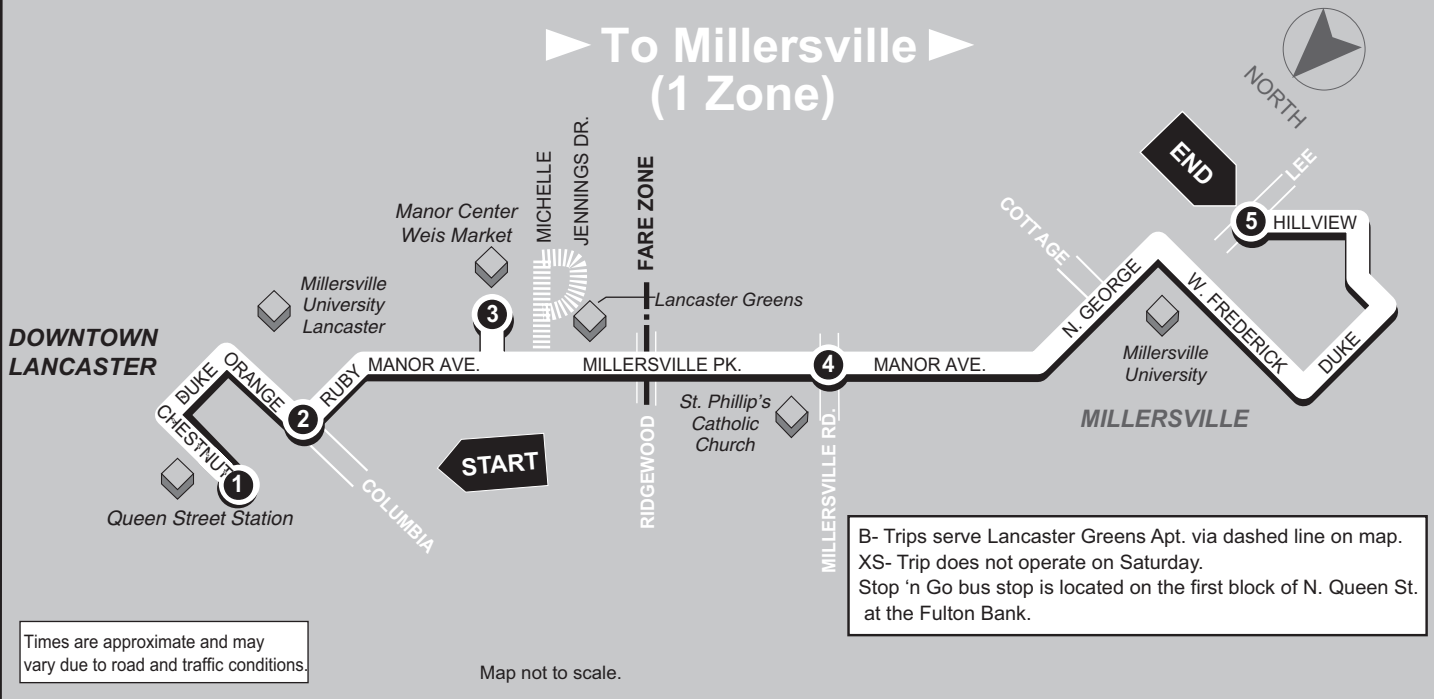 To Millersville
(1 Zone)
NORTH
END
LEE
HILLVIEW
5
COTTAGE
N. GEORGE
W. FREDERICK
DUKE
Millersville
University
MILLERSVILLE
FARE ZONE
MICHELLE
JENNINGS DR.
Manor Center
Weis Market
3
Lancaster Greens
Millersville
University
Lancaster
DOWNTOWN
LANCASTER
DUKE
ORANGE
CHESTNUT
1
2
RUBY
MANOR AVE.
MILLERSVILLE PK.
4
MANOR AVE.
St. Phillip's
Catholic
Church
RIDGEWOOD
MILLERSVILLE RD.
START
COLUMBIA
Queen Street Station
B- Trips serve Lancaster Greens Apt. via dashed line on map.
XS- Trip does not operate on Saturday.
Stop ‘n Go bus stop is located on the first block of N. Queen St.
at the Fulton Bank.
Times are approximate and may
vary due to road and traffic conditions.
Map not to scale.